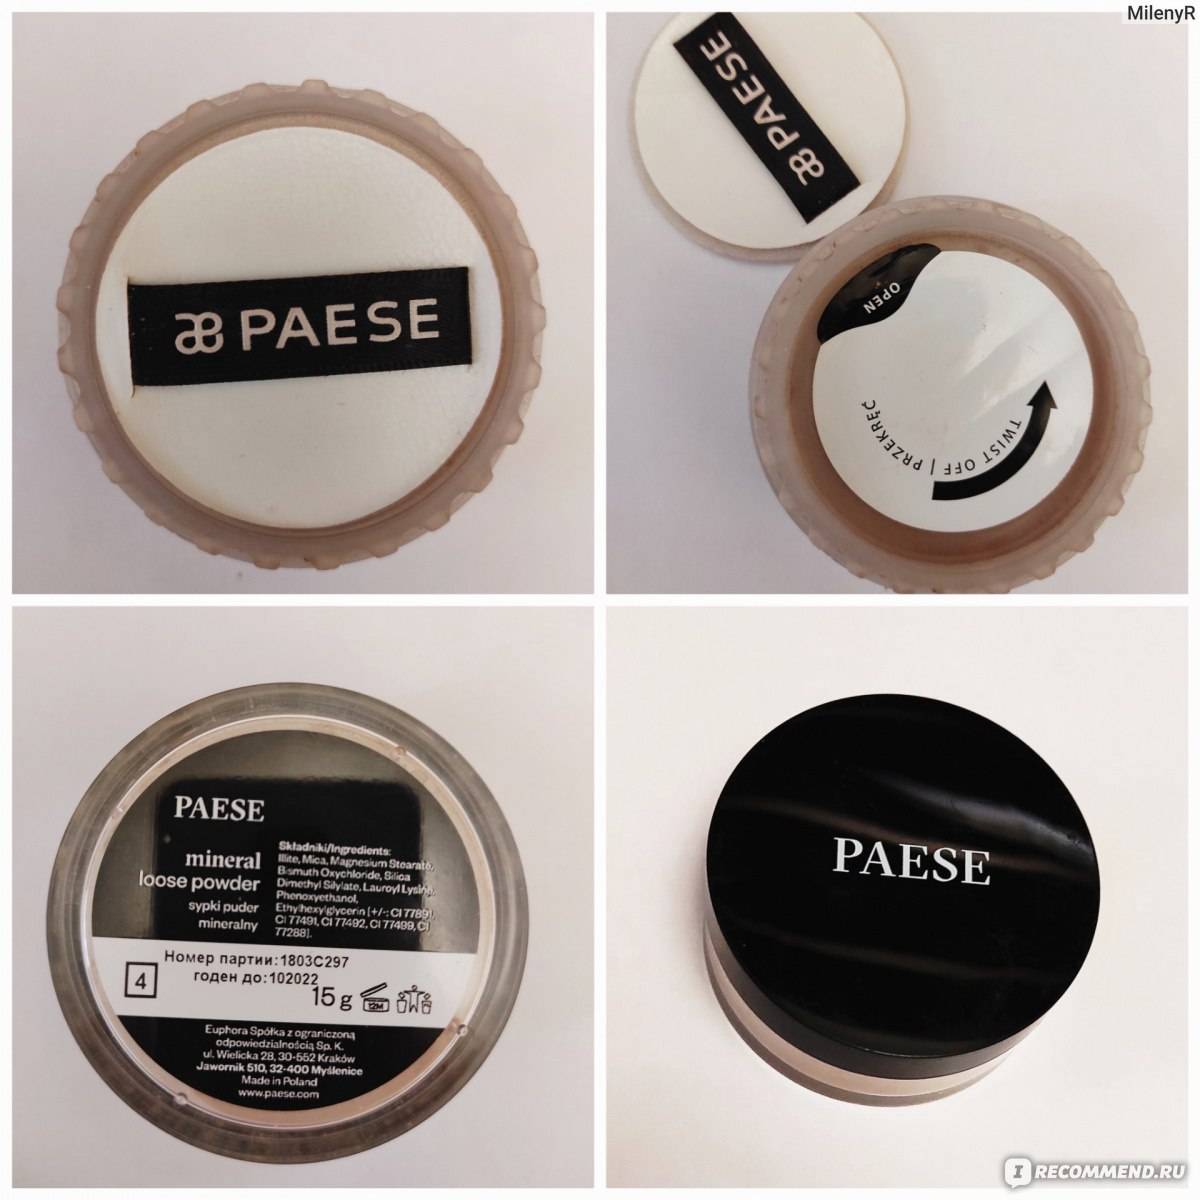 MilenyR
æ PAESE
æ PAESE
OPEN
TWIST OFF | PRZEKRĘĆ
PAESE
mineral
loose powder
sypki puder
mineralny
Składniki/Ingredients:
Illite, Mica, Magnesium Stearate,
Bismuth Oxychloride, Silica
Dimethyl Silylate, Lauroyl Lysine,
Phenoxyethanol,
Ethylhexylglycerin [+/-: CI 77891,
CI 77491, CI 77492, CI 77499, CI
77288].
Номер партии:1803C297
годен до:102022
4
15 g
12M
Euphora Spółka z ograniczoną
odpowiedzialnością Sp. K.
ul. Wielicka 28, 30-552 Kraków
Jawornik 510, 32-400 Myślenice
Made in Poland
www.paese.com
PAESE
IRECOMMEND.RU